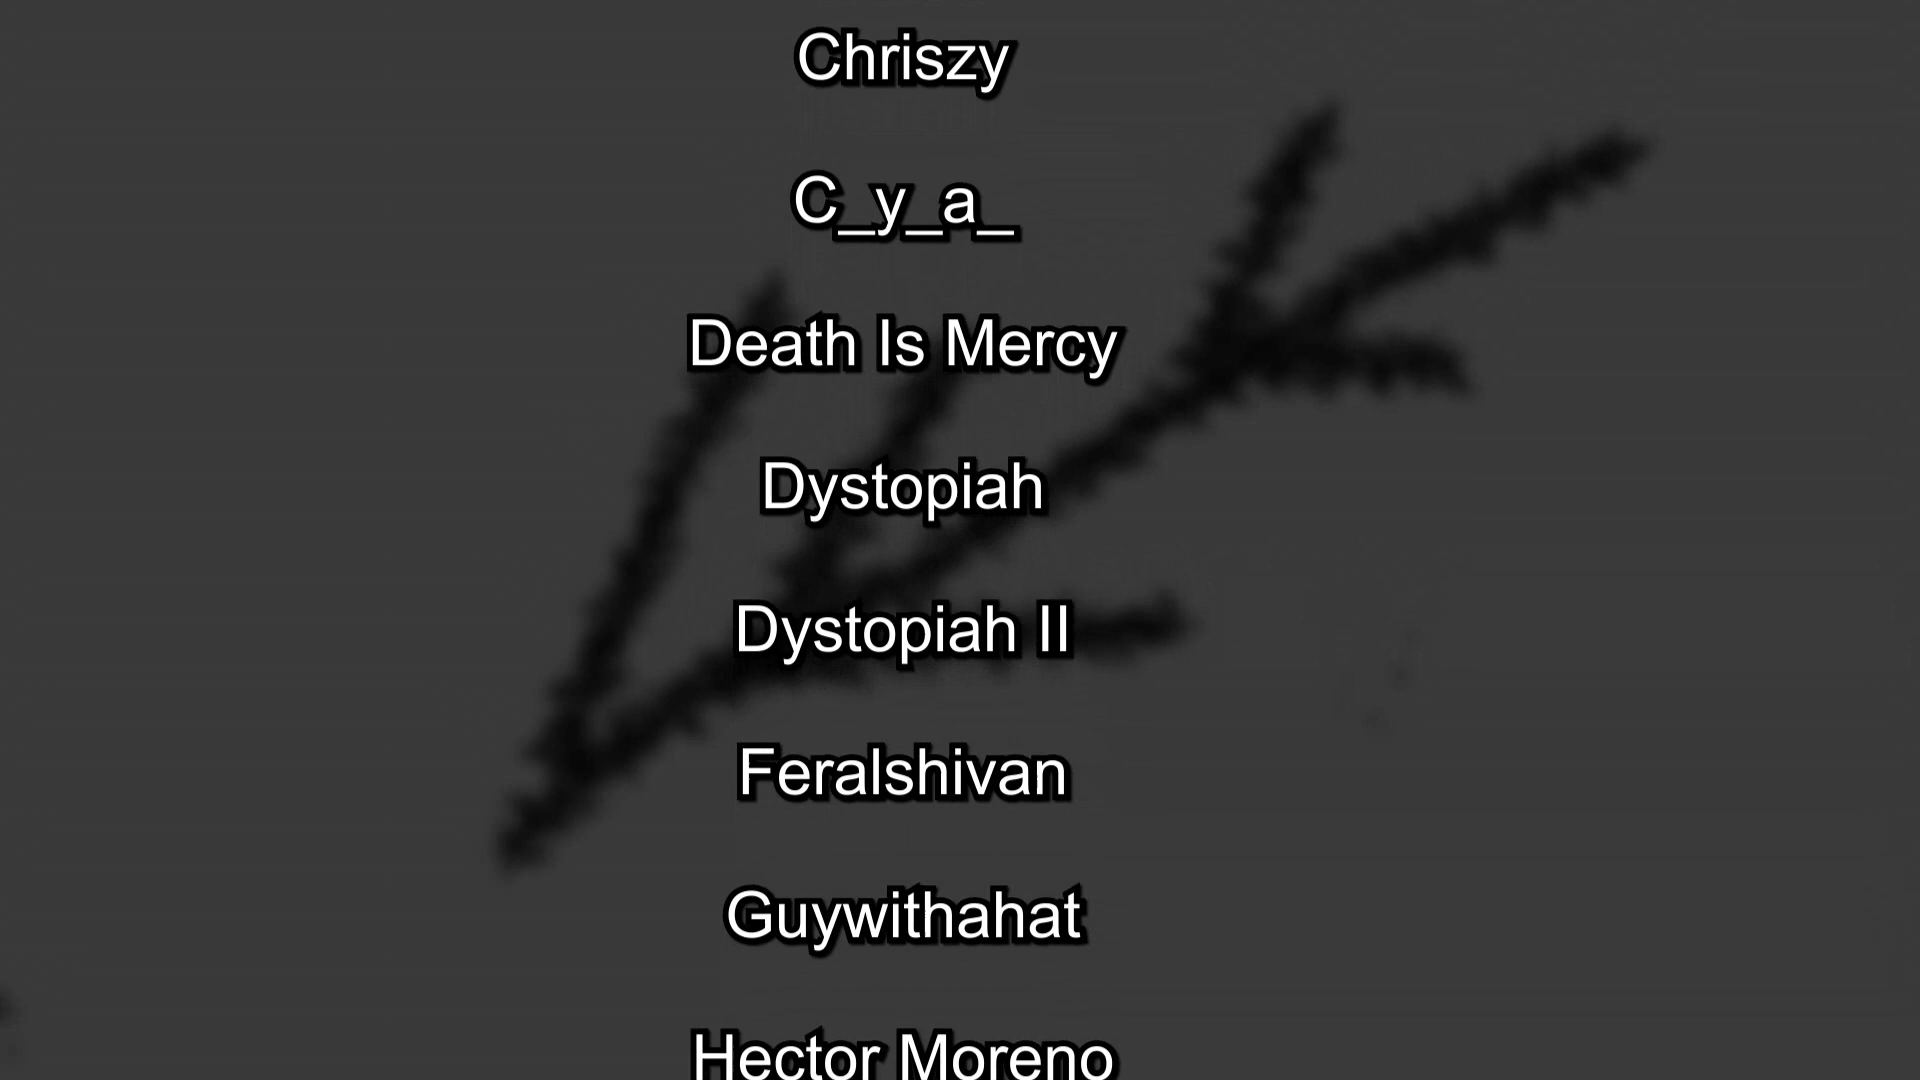 Chriszy
C_y_a_
Death Is Mercy
Dystopiah
Dystopiah II
Feralshivan
Guywithahat
Hector Moreno